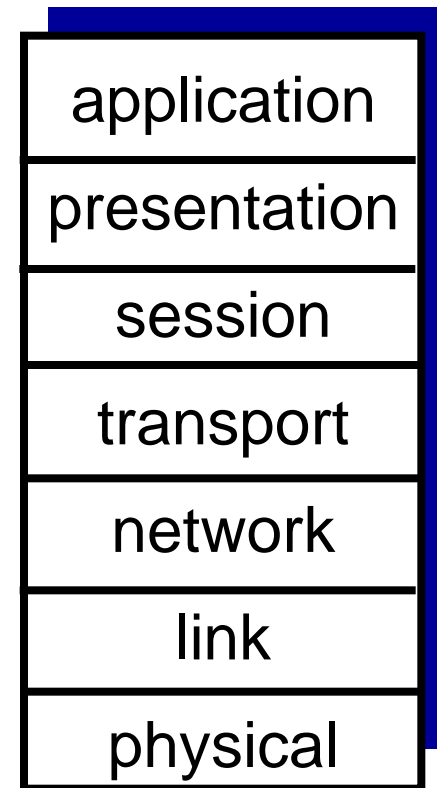 application
presentation
session
transport
network
link
physical